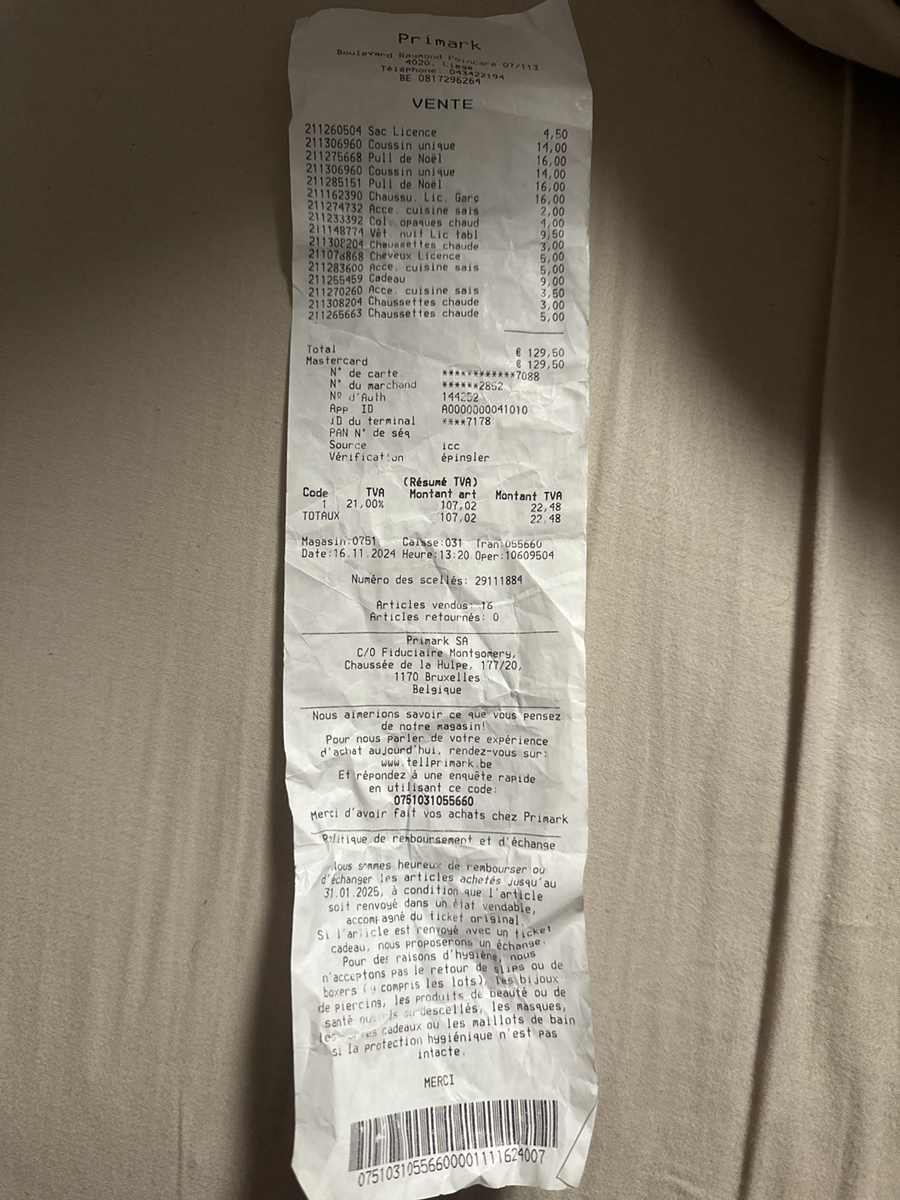 Primark
Boulevard Raymond Poincare 07/113
4020, Liege
Téléphone: 043422194
BE 0817296264
VENTE
211260504 Sac Licence 4,50
211306960 Coussin unique 14,00
211275668 Pull de Noël 16,00
211306960 Coussin unique 14,00
211285151 Pull de Noël 16,00
211162390 Chaussu. Lic. Garç 16,00
211274732 Acce. cuisine sais 2,00
211233392 Col. opaques chaud 4,00
211148774 Vêt. nuit Lic tabl 9,50
211308204 Chaussettes chaude 3,00
Cheveux Licence 5,00
211283600 Acce. cuisine sais 5,00
211255459 Cadeau 9,00
211270260 Acce. cuisine sais 3,50
211308204 Chaussettes chaude 3,00
211265663 Chaussettes chaude 5,00
Total € 129,50
Mastercard € 129,50
N° de carte ************7088
N° du marchand ******2852
Nº d'Auth
App ID A0000000041010
ID du terminal ****7178
PAN N° de séq
Source icc
Vérification épingler
(Résumé TVA)
Code TVA Montant art Montant TVA
1 21,00% 107,02 22,48
TOTAUX 107,02 22,48
Magasin:0751 Caisse:031 Tran:055660
Date:16.11.2024 Heure:13:20 Oper:10609504
Numéro des scellés: 29111884
Articles vendus: 16
Articles retournés: 0
Primark SA
C/O Fiduciaire Montgomery,
Chaussée de la Hulpe, 177/20,
1170 Bruxelles
Belgique
Nous aimerions savoir ce que vous pensez
de notre magasin!
Pour nous parler de votre expérience
d'achat aujourd'hui, rendez-vous sur:
www.tellprimark.be
Et répondez à une enquête rapide
en utilisant ce code:
0751031055660
Merci d'avoir fait vos achats chez Primark
Politique de remboursement et d'échange
Nous sommes heureux de rembourser ou
d'échanger les articles achetés jusqu'au
31.01.2025, à condition que l'article
soit renvoyé dans un état vendable,
accompagné du ticket original.
Si l'article est renvoyé avec un ticket
cadeau, nous proposerons un échange.
Pour des raisons d'hygiène, nous
n'acceptons pas le retour de slips ou de
boxers (y compris les lots), les bijoux
de piercing, les produits de beauté ou de
santé ou descellés, les masques,
les cadeaux ou les maillots de bain
si la protection hygiénique n'est pas
intacte.
MERCI
07510310556600001111624007